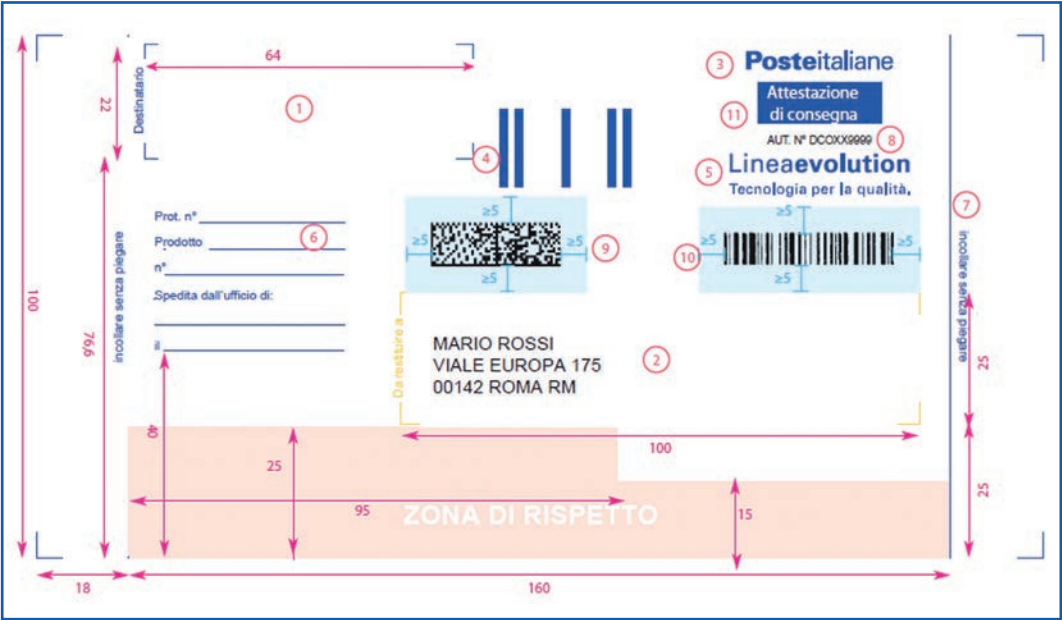 64
22
Destinatario
1
3
Posteitaliane
11
Attestazione
di consegna
AUT. N° DCOXX9999
8
4
5
Lineaevolution
Tecnologia per la qualità.
7
incollare senza piegare
100
76,6
incollare senza piegare
Prot. n°
6
Prodotto
n°
Spedita dall'ufficio di:
il
≥5
≥5
≥5
≥5
9
≥5
≥5
≥5
≥5
10
Da restituire a
MARIO ROSSI
VIALE EUROPA 175
00142 ROMA RM
2
25
100
40
25
95
ZONA DI RISPETTO
15
25
18
160